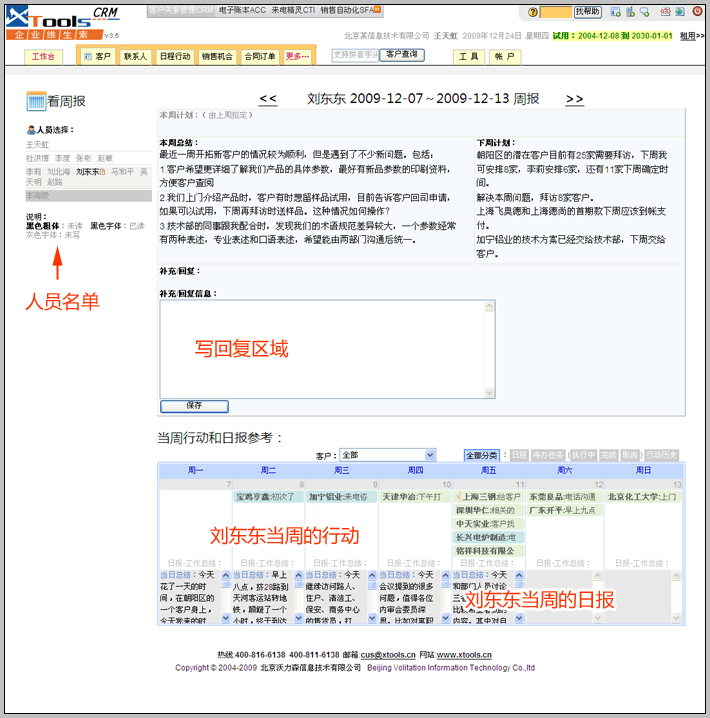 XTools CRM
企业维生素 v3.5
客户关系管理CRM 电子账本ACC 来电精灵CTI 销售自动化SFA
找帮助
北京某信息技术有限公司 王天虹 2009年12月24日 星期四 试用：2004-12-08 到 2030-01-01 租用>>
工作台 客户 联系人 日程行动 销售机会 合同订单 更多… 支持拼音字头 客户查询 工 具 帐 户
看周报
<< 刘东东 2009-12-07～2009-12-13 周报 >>
人员选择：
王天虹
杜洪博 李度 张彬 赵敏
李莉 刘北海 刘东东 马和平 吴天明 赵路
李海陵
说明：
黑色粗体：未读 黑色字体：已读
灰色字体：未写
人员名单
本周计划：（由上周报定）
本周总结：
最近一周开拓新客户的情况较为顺利，但是遇到了不少新问题。包括：
1.客户希望更详细了解我们产品的具体参数，最好有新品参数的印刷资料，
方便客户查阅
2.我们上门介绍产品时，客户有时想留样品试用，目前告诉客户回司申请，
如果可以试用，下周再拜访时送样品。这种情况如何操作？
3.技术部的同事跟我配合时，发现我们的术语规范差异较大，一个参数经常
有两种表述，专业表述和口语表述，希望能由两部门沟通后统一。
下周计划：
朝阳区的潜在客户目前有25家需要拜访，下周我
可安排8家，李莉安排6家，还有11家下周确定时
间。
解决本周问题，拜访8家客户。
上海飞奥德和上海德尚的首期款下周应该到帐支
付。
加宁铝业的技术方案已经给技术部，下周交给
客户。
补充/回复：
补充/回复信息：
写回复区域
保存
当周行动和日报参考：
客户：全部 全部分类：日程 待办任务（执行中 完成 取消）行动历史
周一 周二 周三 周四 周五 周六 周日
7 8 9 10 11 12 13
宝鸡亨鑫:初次了 加宁铝业:来电咨 天津华冶:下午打 √上海三钢:给客户 东莞良品:电话沟通 北京化工大学:上门
深圳华仁:相关的 广东开平:早上九点
中天实业:客户找
长兴电炉制造:电
铭祥科技有限公
刘东东当周的行动
日报-工作总结： 日报-工作总结： 日报-工作总结： 日报-工作总结： 日报-工作总结： 日报-工作总结： 日报-工作总结：
当日总结：今天
花了一天的时
间，在朝阳区的
一个客户身上，
今天将来的时
当日总结：早上
八点，挤28路到
天河客运站转地
铁，颠簸了一个
小时，终于到达
当日总结：今天
继续访问路人、
住户、清洁工、
保安、商务中心
的售货员，打
当日总结：今天
会议提到的很多
问题，值得各位
内审会委员深
思。比如对离职
当日总结：今天
和部门人员讨论
内容。其中对自
刘东东当周的日报
热线:400-816-6138 400-811-6138 邮箱:cus@xtools.cn 网站:www.xtools.cn
Copyright © 2004-2009 北京沃力森信息技术有限公司 Beijing Volitation Information Technology Co.,ltd